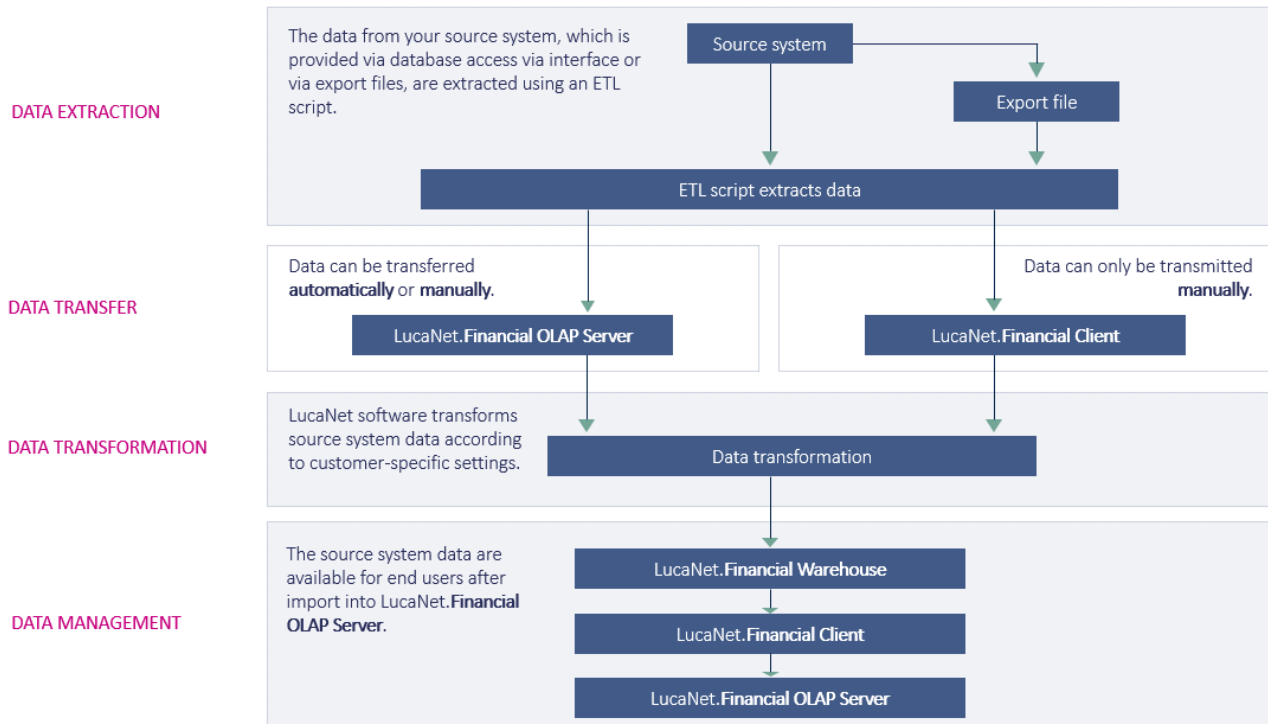 The data from your source system, which is
provided via database access via interface or
via export files, are extracted using an ETL
script.
Source system
Export file
DATA EXTRACTION
ETL script extracts data
Data can be transferred
automatically or manually.
Data can only be transmitted
manually.
DATA TRANSFER
LucaNet.Financial OLAP Server
LucaNet.Financial Client
LucaNet software transforms
source system data according
to customer-specific settings.
DATA TRANSFORMATION
Data transformation
The source system data are
available for end users after
import into LucaNet.Financial
OLAP Server.
DATA MANAGEMENT
LucaNet.Financial Warehouse
LucaNet.Financial Client
LucaNet.Financial OLAP Server